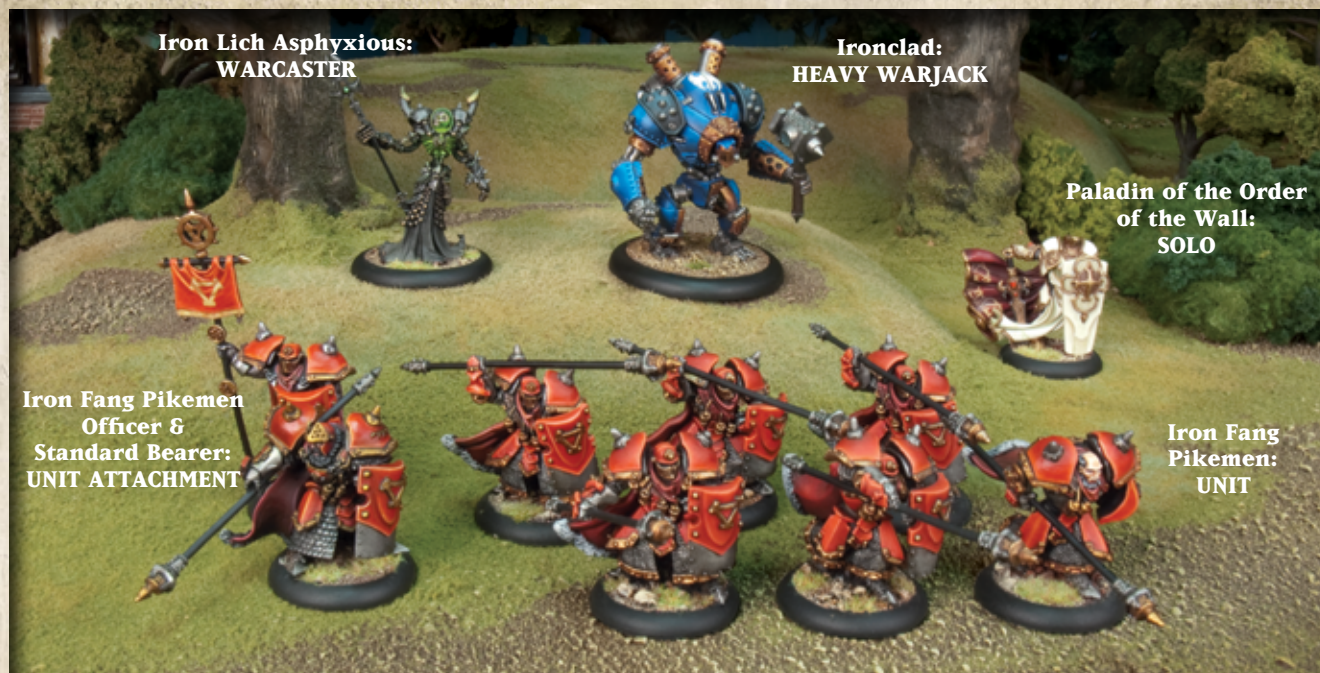 Iron Lich Asphyxious:
WARCASTER
Ironclad:
HEAVY WARJACK
Paladin of the Order
of the Wall:
SOLO
Iron Fang Pikemen
Officer &
Standard Bearer:
UNIT ATTACHMENT
Iron Fang
Pikemen:
UNIT